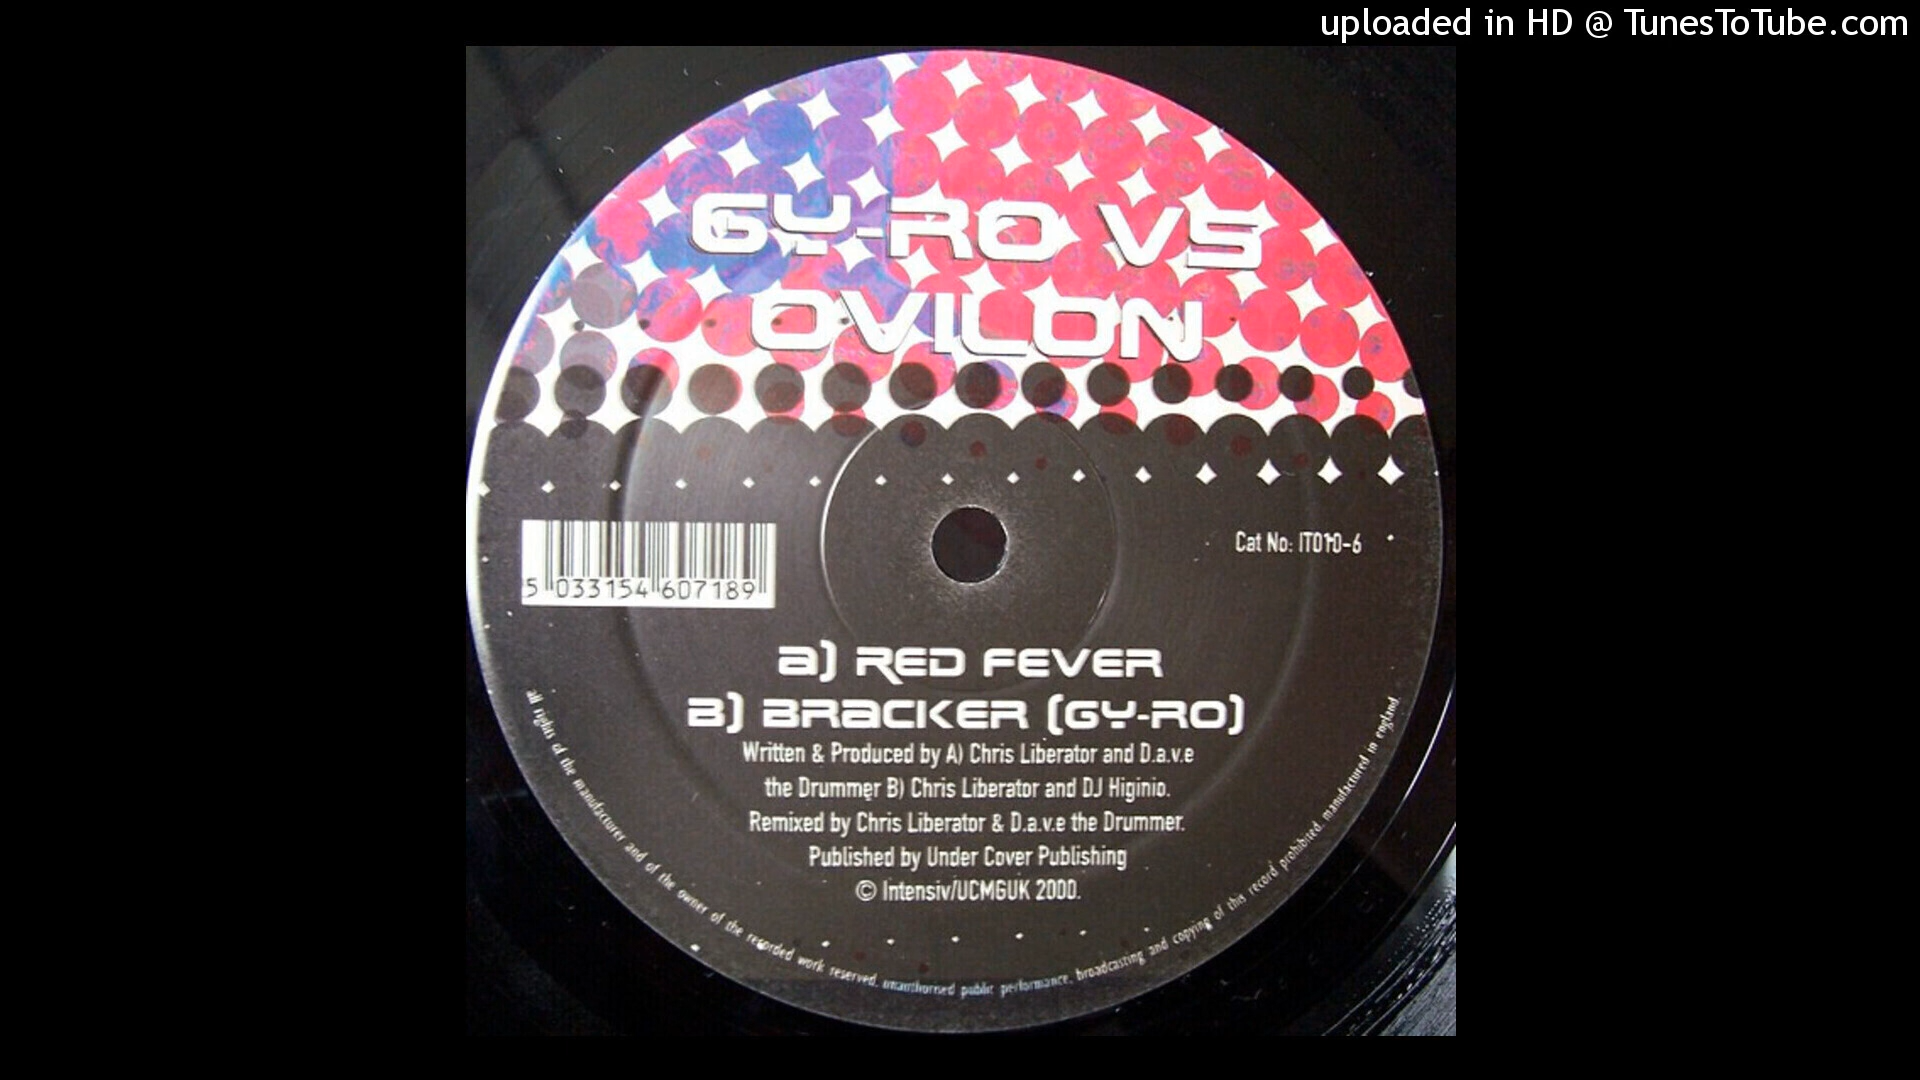 uploaded in HD @ TunesToTube.com
GY-RO VS
OVILON
5 033154 607189
Cat No: IT010-6
A) RED FEVER
B) BRACKER (GY-RO)
Written & Produced by A) Chris Liberator and D.a.v.e
the Drummer B) Chris Liberator and DJ Higinio.
Remixed by Chris Liberator & D.a.v.e the Drummer.
Published by Under Cover Publishing
© Intensiv/UCMGUK 2000.
all rights of the manufacturer and of the owner of the recorded work reserved. unauthorised public performance, broadcasting and copying of this record prohibited. manufactured in england.